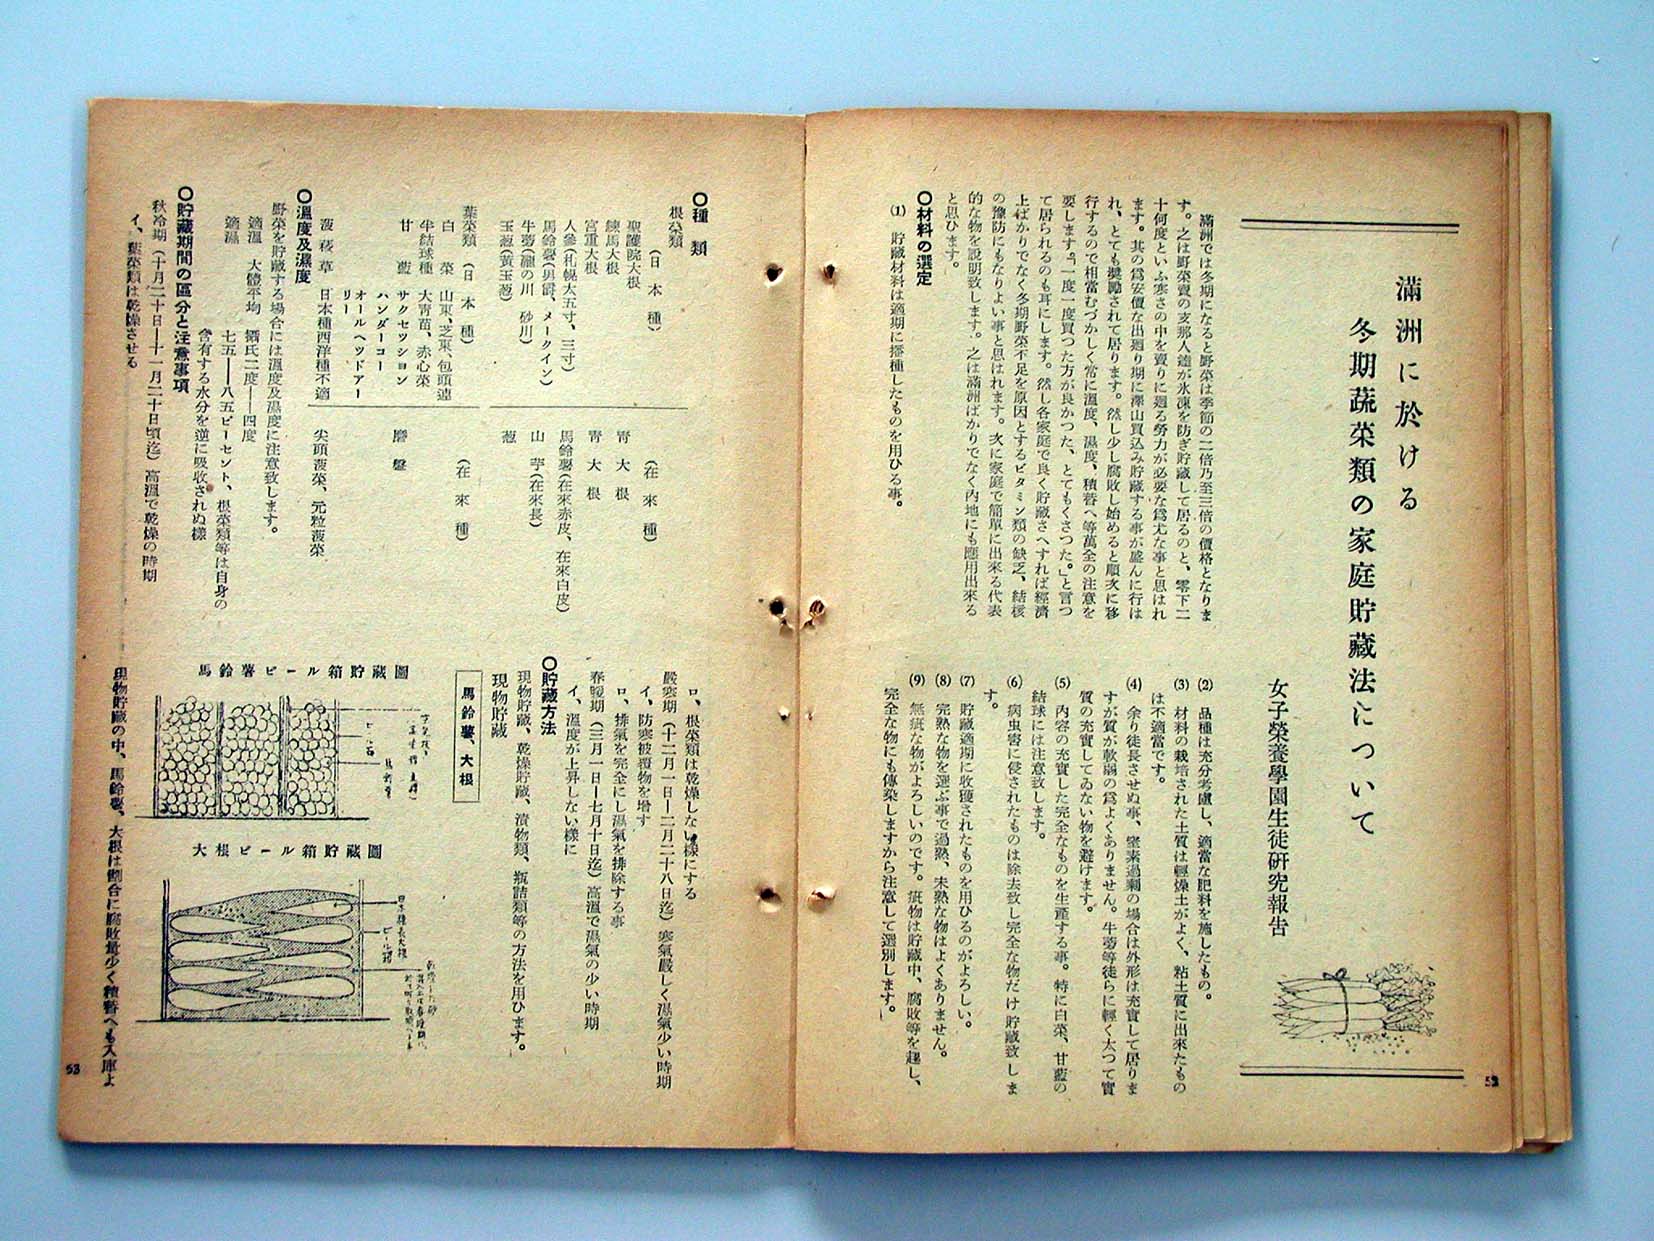 滿洲に於ける
冬期蔬菜類の家庭貯藏法について
女子榮養學園生徒硏究報告
滿洲では冬期になると野菜は季節の二倍乃至三倍の價格となりま
す。之は野菜賣の支那人達が氷凍を防ぎ貯藏して居るのと、零下二
十何度といふ寒さの中を賣りに廻る勞力が必要な爲尤な事と思はれ
ます。其の爲安價な出廻り期に澤山買込み貯藏する事が盛んに行は
れ、とても奬勵されて居ります。然し少し腐敗し始めると順次に移
行するので相當むづかしく常に溫度、濕度、積替へ等萬全の注意を
要します。「一度一度買つた方が良かつた、とてもくさつた。」と言つ
て居られるのも耳にします。然し各家庭で良く貯藏さへすれば經濟
上ばかりでなく冬期野菜不足を原因とするビタミン類の缺乏、結核
の豫防にもなりよい事と思はれます。次に家庭で簡單に出來る代表
的な物を說明致します。之は滿洲ばかりでなく內地にも應用出來る
と思ひます。
○材料の選定
(1) 貯藏材料は適期に播種したものを用ひる事。
(2) 品種は充分考慮し、適當な肥料を施したもの。
(3) 材料の栽培された土質は輕燥土がよく、粘土質に出來たもの
は不適當です。
(4) 余り徒長させぬ事、窒素過剩の場合は外形は充實して居りま
すが質が軟弱の爲よくありません。牛蒡等徒らに輕く太つて實
質の充實してゐない物を避けます。
(5) 內容の充實した完全なものを生產する事。特に白菜、甘藍の
結球には注意致します。
(6) 病虫害に侵されたものは除去致し完全な物だけ貯藏致しま
す。
(7) 貯藏適期に收穫されたものを用ひるのがよろしい。
(8) 完熟な物を選ぶ事で過熟、未熟な物はよくありません。
(9) 無疵な物がよろしいのです。疵物は貯藏中、腐敗等を起し、
完全な物にも傳染しますから注意して選別します。
52
○種類
根菜類
(日本種)
聖護院大根
練馬大根
宮重大根
人參(札幌大五寸、三寸)
馬鈴薯(男爵、メークイン)
牛蒡(瀧の川 砂川)
玉葱(黃玉葱)
(在來種)
靑大根
靑大根
馬鈴薯(在來赤皮、在來白皮)
山芋(在來長)
葱
葉菜類 (日本種)
白菜 山東、芝罘、包頭連
半結球種 大靑苗、赤心菜
甘藍 サクセツシヨン
ハンダーコー
オールヘツドアー
リー
菠薐草 日本種西洋種不適
(在來種)
磨盤
尖頭菠菜、元粒菠菜
○溫度及濕度
野菜を貯藏する場合には溫度及濕度に注意致します。
適溫 大體平均 攝氏二度——四度
適濕 七五——八五パーセント、根菜類等は自身の
含有する水分を逆に吸收されぬ樣
○貯藏期間の區分と注意事項
秋冷期(十月二十日—十一月二十日頃迄)高溫で乾燥の時期
イ、葉菜類は乾燥させる
ロ、根菜類は乾燥しない樣にする
嚴寒期(十二月一日—二月二十八日迄)寒氣嚴しく濕氣少い時期
イ、防寒被覆物を增す
ロ、排氣を完全にし濕氣を排除する事
春暖期(三月一日—七月十日迄)高溫で濕氣の少い時期
イ、溫度が上昇しない樣に
○貯藏方法
現物貯藏、乾燥貯藏、漬物類、瓶詰類等の方法を用ひます。
現物貯藏
馬鈴薯、大根
馬鈴薯ビール箱貯藏圖
ビール箱
馬鈴薯
大根ビール箱貯藏圖
日本種長大根
ビール箱
現物貯藏の中、馬鈴薯、大根は割合に腐敗量少く積替へも入庫よ
53